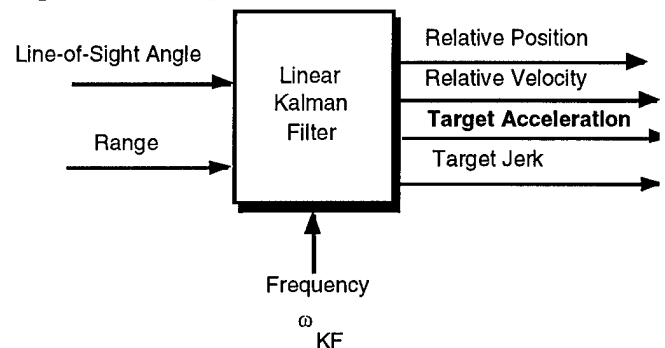 Line-of-Sight Angle
Range
Linear
Kalman
Filter
Relative Position
Relative Velocity
Target Acceleration
Target Jerk
Frequency
ω
KF